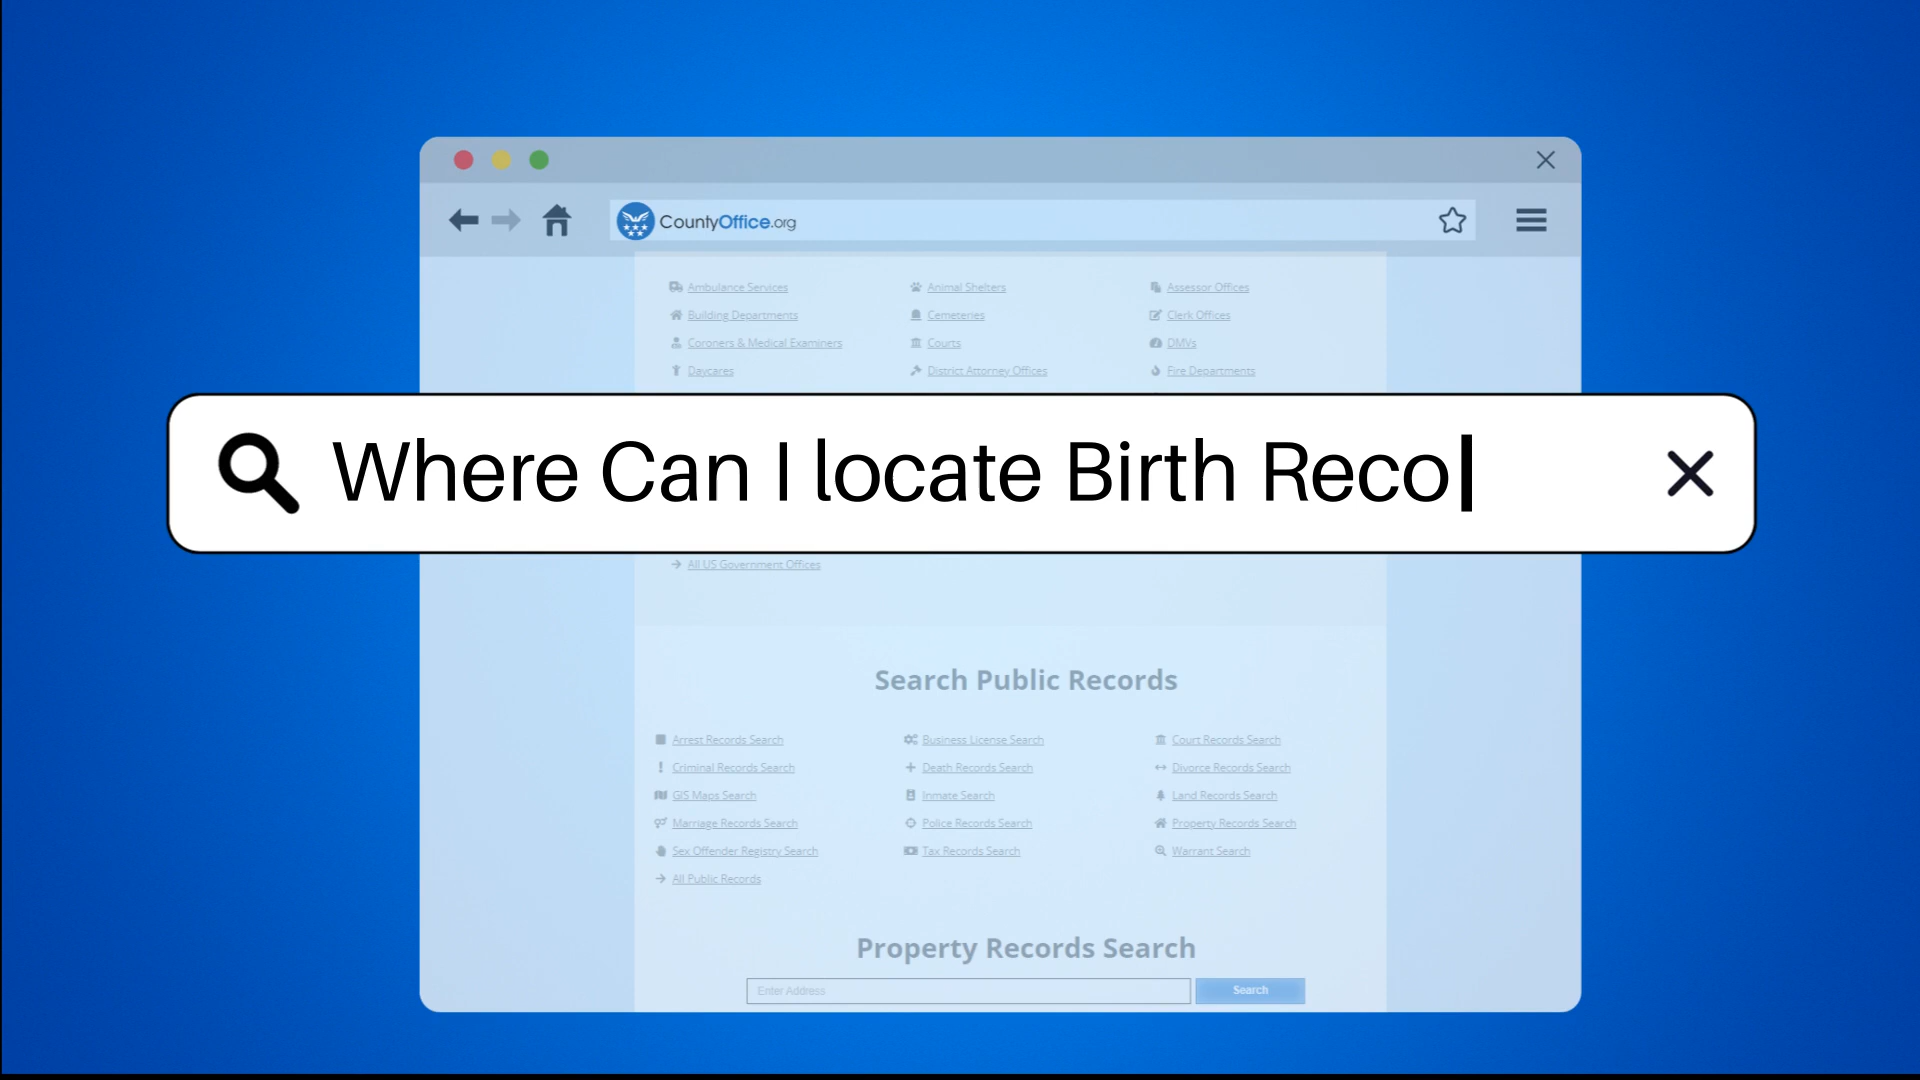 CountyOffice.org
Ambulance Services Animal Shelters Assessor Offices
Building Departments Cemeteries Clerk Offices
Coroners & Medical Examiners Courts DMVs
Daycares District Attorney Offices Fire Departments
Where Can I locate Birth Reco
All US Government Offices
Search Public Records
Arrest Records Search Business License Search Court Records Search
Criminal Records Search Death Records Search Divorce Records Search
GIS Maps Search Inmate Search Land Records Search
Marriage Records Search Police Records Search Property Records Search
Sex Offender Registry Search Tax Records Search Warrant Search
All Public Records
Property Records Search
Enter Address Search